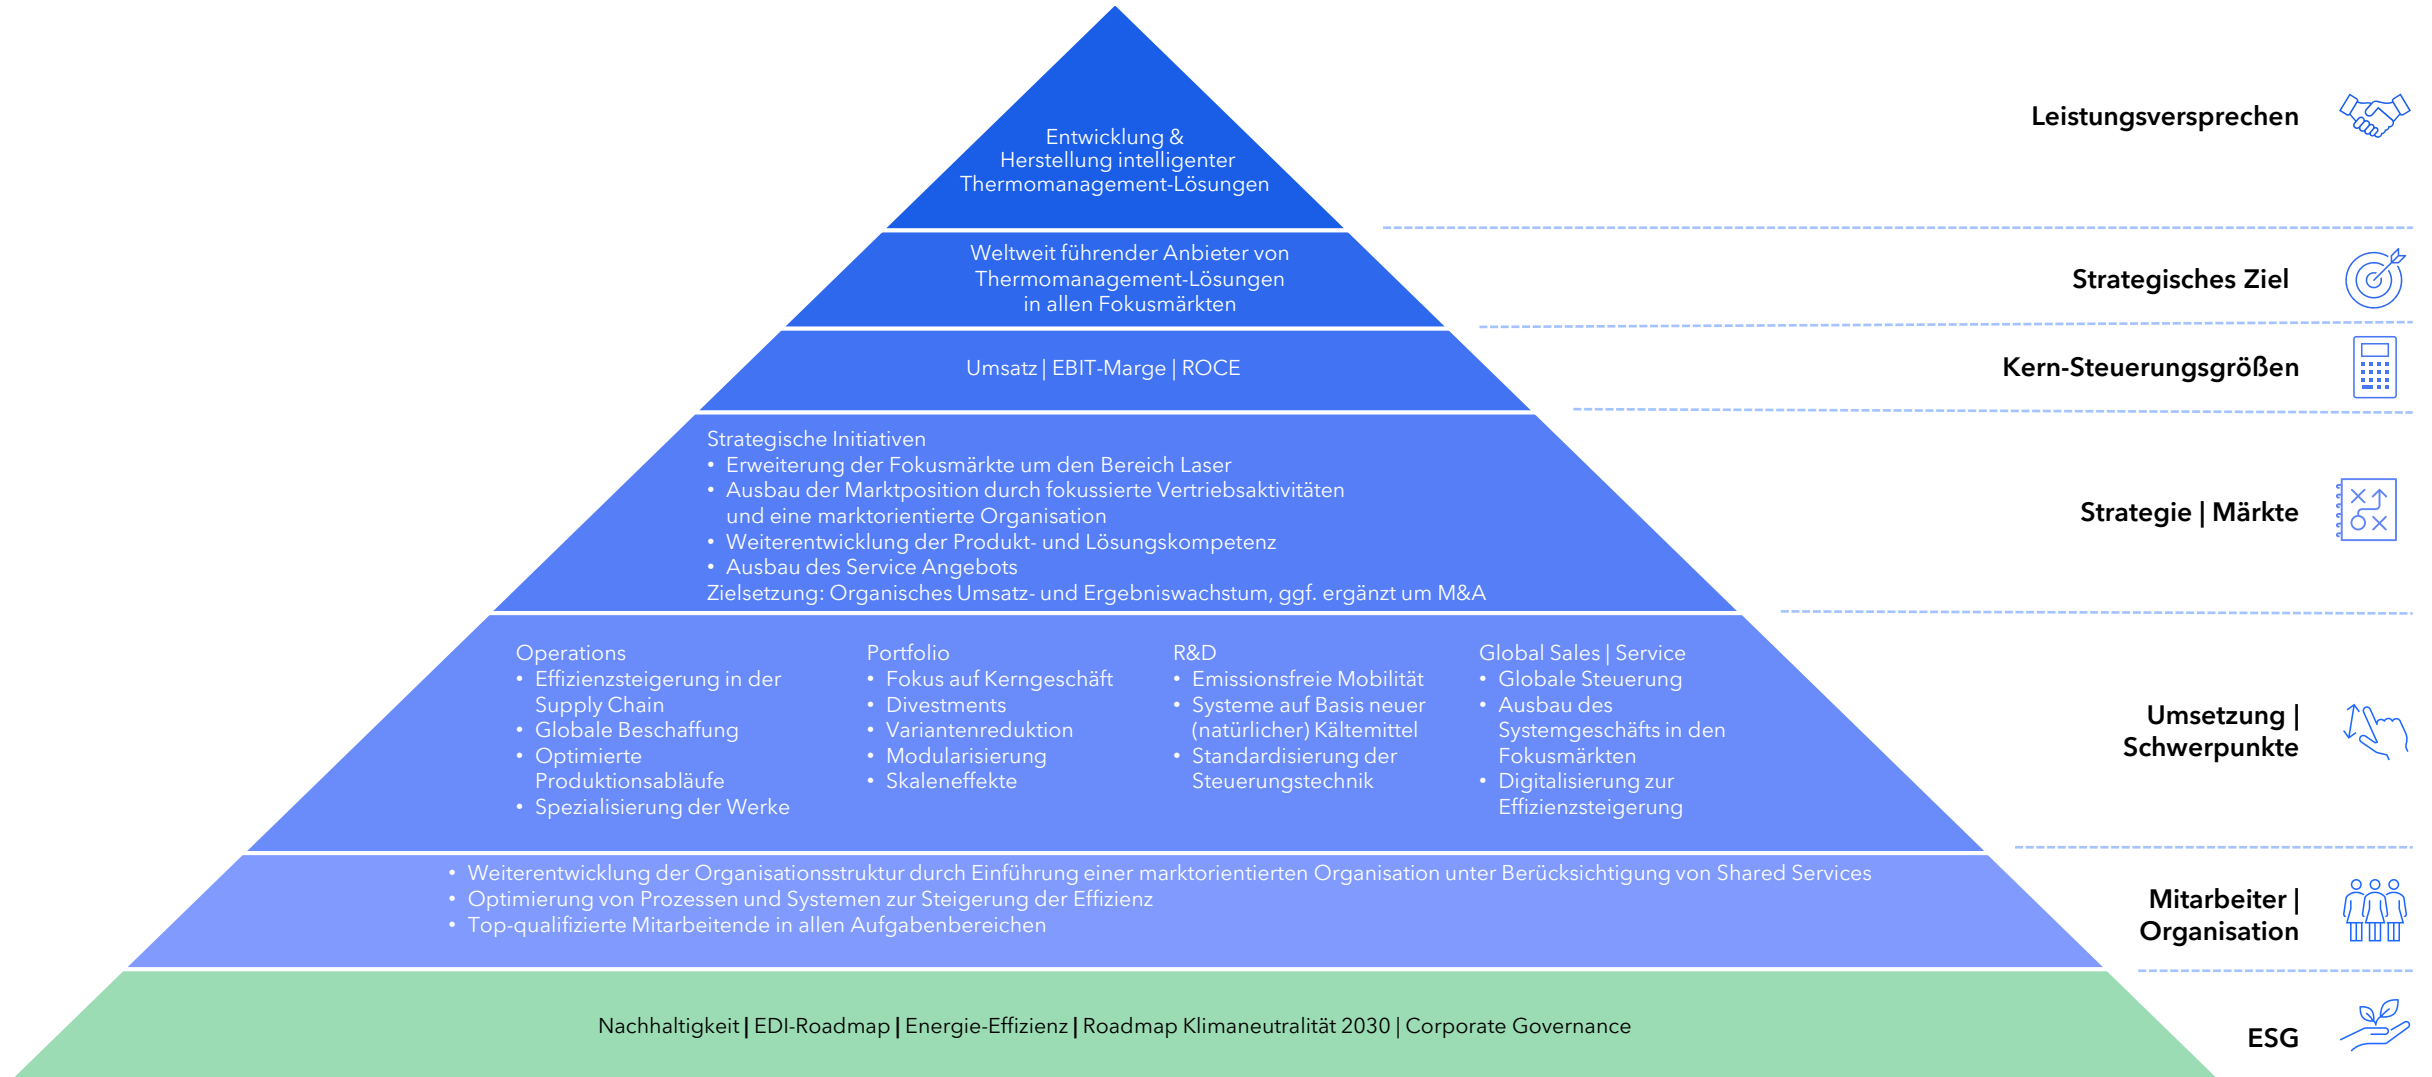 Entwicklung &
Herstellung intelligenter
Thermomanagement-Lösungen
Leistungsversprechen
Weltweit führender Anbieter von
Thermomanagement-Lösungen
in allen Fokusmärkten
Strategisches Ziel
Umsatz | EBIT-Marge | ROCE
Kern-Steuerungsgrößen
Strategische Initiativen
• Erweiterung der Fokusmärkte um den Bereich Laser
• Ausbau der Marktposition durch fokussierte Vertriebsaktivitäten
und eine marktorientierte Organisation
• Weiterentwicklung der Produkt- und Lösungskompetenz
• Ausbau des Service Angebots
Zielsetzung: Organisches Umsatz- und Ergebniswachstum, ggf. ergänzt um M&A
Strategie | Märkte
Operations
• Effizienzsteigerung in der
Supply Chain
• Globale Beschaffung
• Optimierte
Produktionsabläufe
• Spezialisierung der Werke
Portfolio
• Fokus auf Kerngeschäft
• Divestments
• Variantenreduktion
• Modularisierung
• Skaleneffekte
R&D
• Emissionsfreie Mobilität
• Systeme auf Basis neuer
(natürlicher) Kältemittel
• Standardisierung der
Steuerungstechnik
Global Sales | Service
• Globale Steuerung
• Ausbau des
Systemgeschäfts in den
Fokusmärkten
• Digitalisierung zur
Effizienzsteigerung
Umsetzung |
Schwerpunkte
• Weiterentwicklung der Organisationsstruktur durch Einführung einer marktorientierten Organisation unter Berücksichtigung von Shared Services
• Optimierung von Prozessen und Systemen zur Steigerung der Effizienz
• Top-qualifizierte Mitarbeitende in allen Aufgabenbereichen
Mitarbeiter |
Organisation
Nachhaltigkeit | EDI-Roadmap | Energie-Effizienz | Roadmap Klimaneutralität 2030 | Corporate Governance
ESG